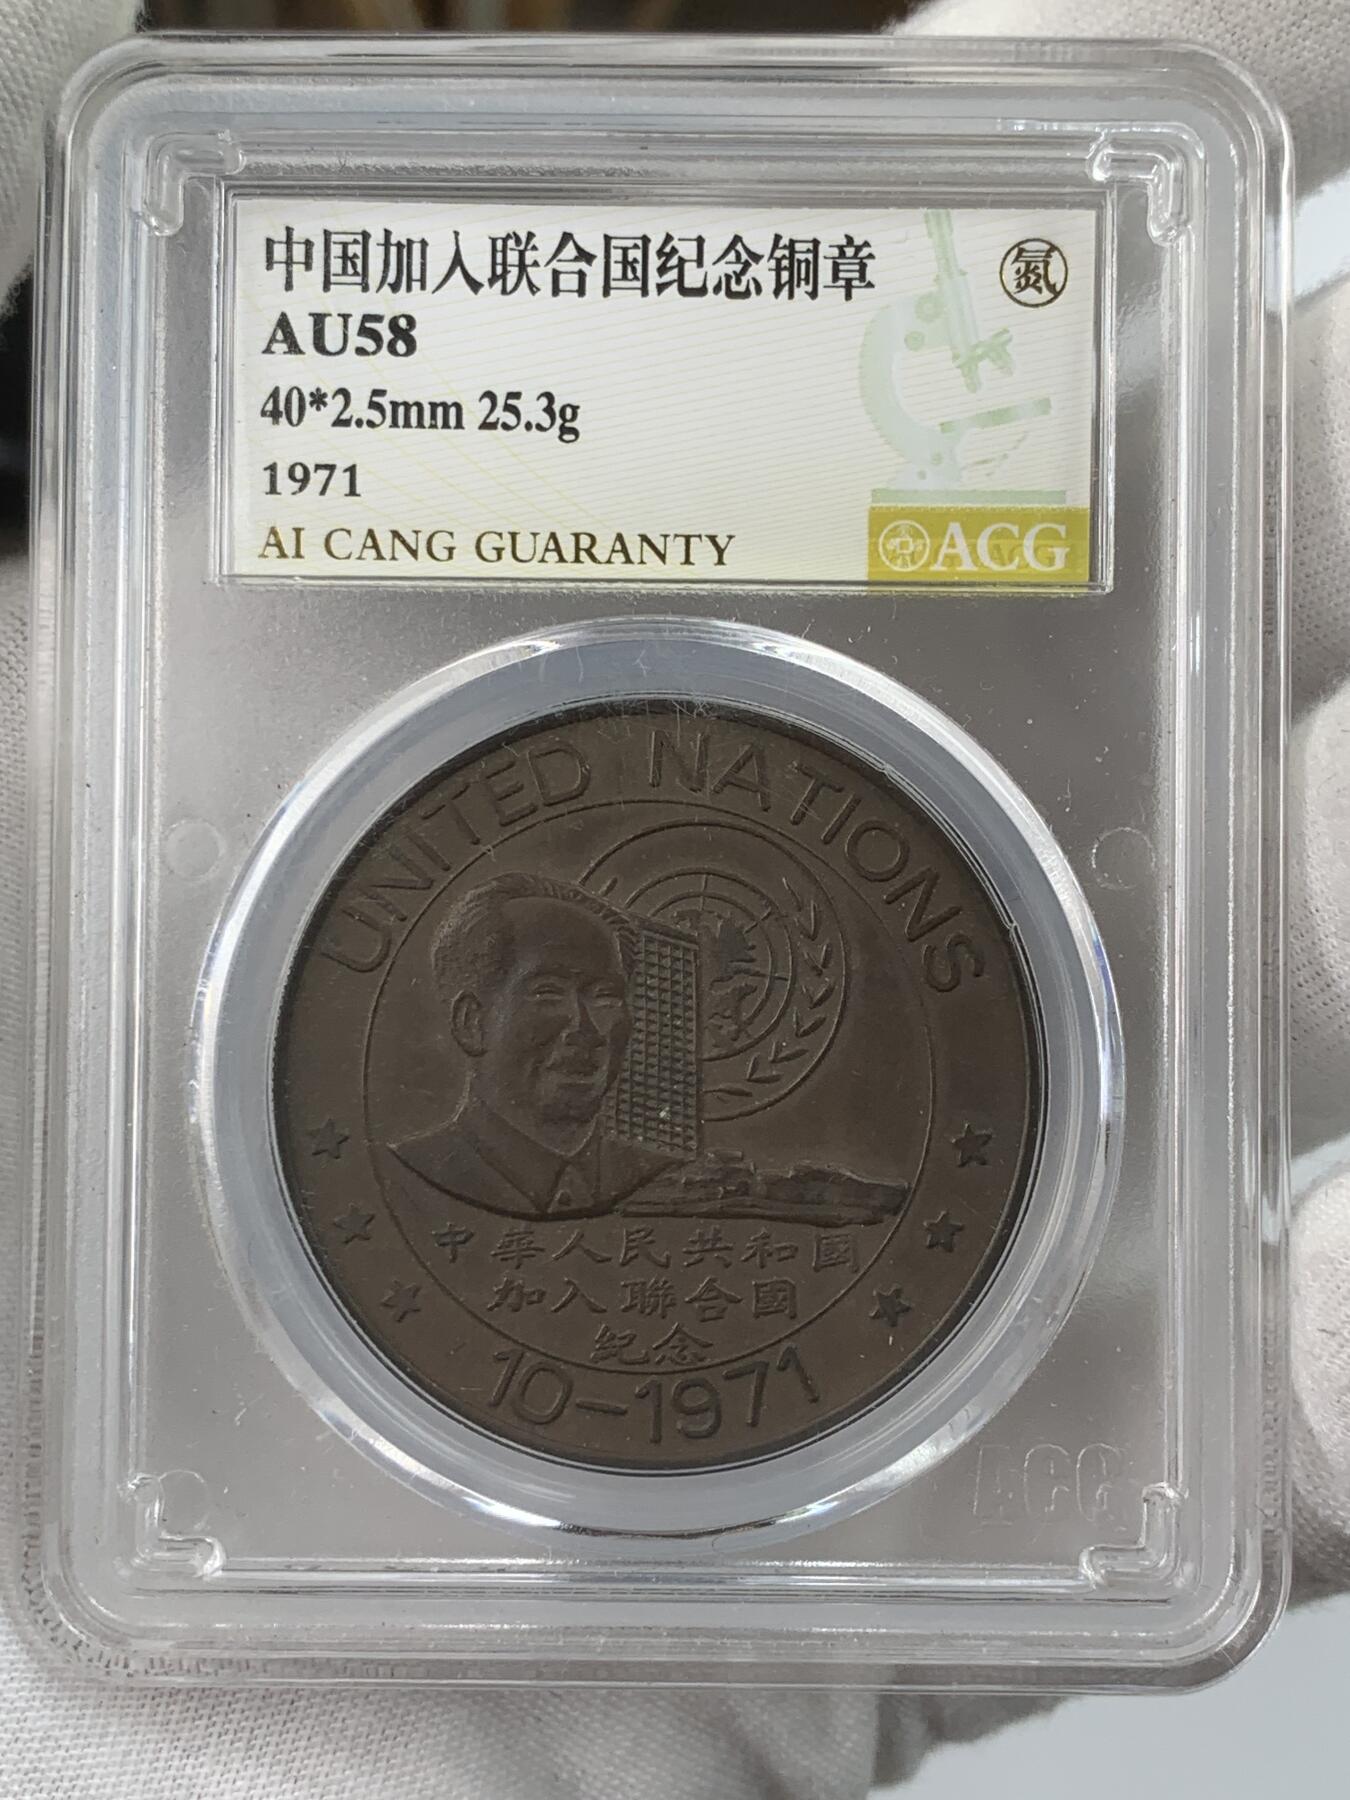 中国加入联合国纪念铜章
氮
AU58
40*2.5mm 25.3g
1971
AI CANG GUARANTY
ACG
UNITED NATIONS
中華人民共和國
加入聯合國
紀念
10-1971
ACG